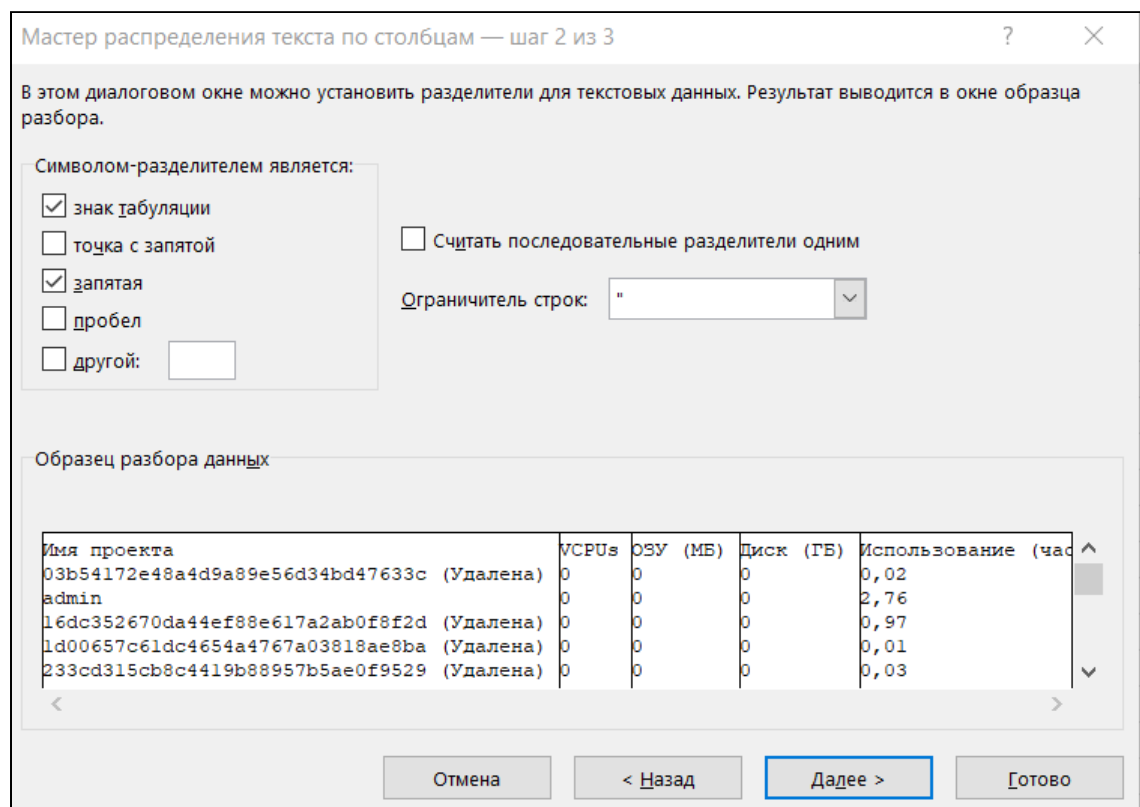 Мастер распределения текста по столбцам — шаг 2 из 3 ?
В этом диалоговом окне можно установить разделители для текстовых данных. Результат выводится в окне образца
разбора.
Символом-разделителем является:
знак табуляции
точка с запятой
запятая
пробел
другой:
Считать последовательные разделители одним
Ограничитель строк: "
Образец разбора данных
Имя проекта VCPUs ОЗУ (МБ) Диск (ГБ) Использование (час
03b54172e48a4d9a89e56d34bd47633c (Удалена) 0 0 0 0,02
admin 0 0 0 2,76
16dc352670da44ef88e617a2ab0f8f2d (Удалена) 0 0 0 0,97
1d00657c61dc4654a4767a03818ae8ba (Удалена) 0 0 0 0,01
233cd315cb8c4419b88957b5ae0f9529 (Удалена) 0 0 0 0,03
Отмена < Назад Далее > Готово